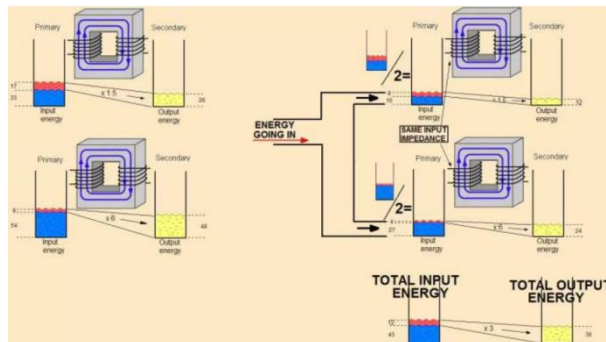 Primary
Secondary
17
33
x 1.5
26
Input
energy
Output
energy
Primary
Secondary
6
54
x 6
48
Input
energy
Output
energy
ENERGY
GOING IN
2=
Primary
Secondary
16
x 1.5
Input
energy
Output
energy
SAME INPUT
IMPEDANCE
2=
Primary
Secondary
27
x 6
24
Input
energy
Output
energy
TOTAL INPUT
ENERGY
TOTAL OUTPUT
ENERGY
12
43
x 3